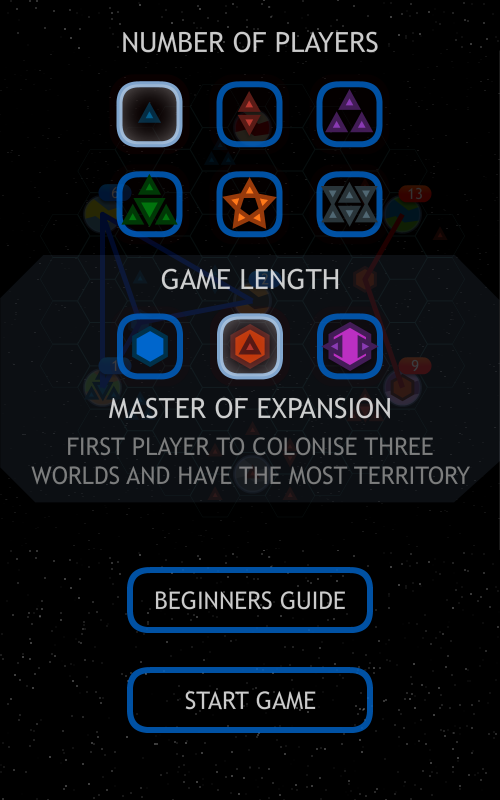 NUMBER OF PLAYERS
6
13
GAME LENGTH
9
MASTER OF EXPANSION
FIRST PLAYER TO COLONISE THREE
WORLDS AND HAVE THE MOST TERRITORY
BEGINNERS GUIDE
START GAME